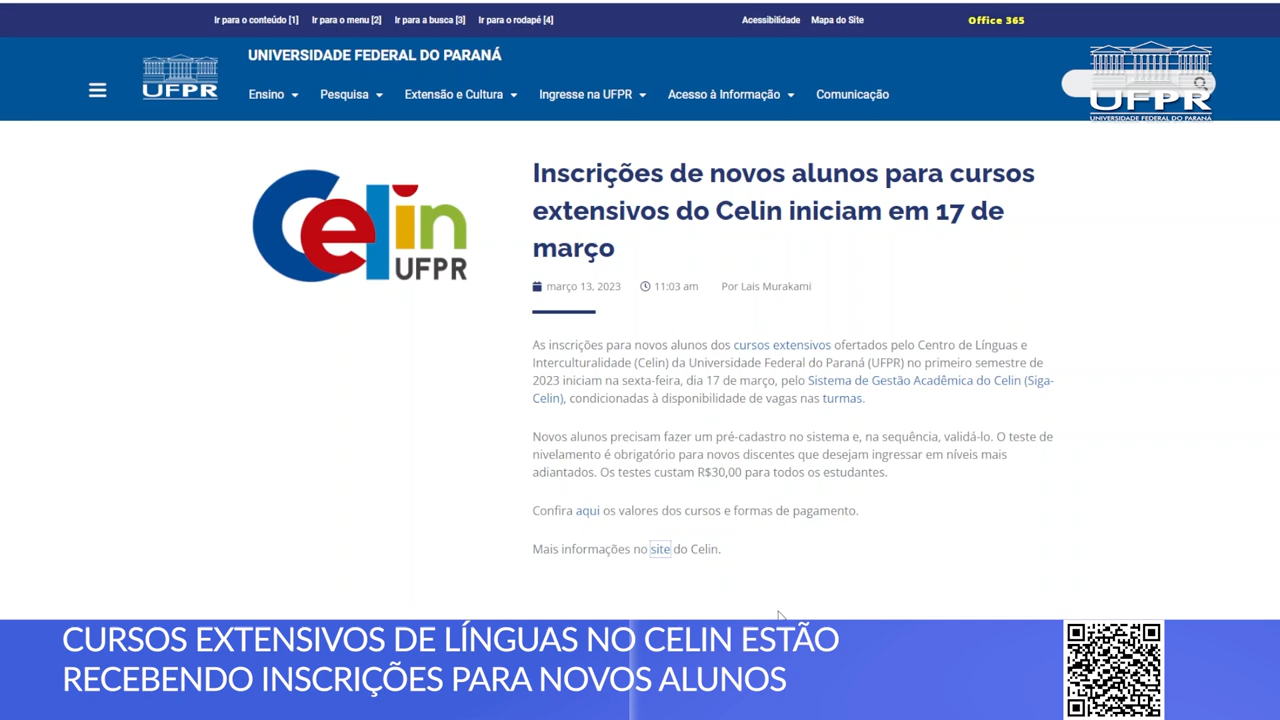 Ir para o conteúdo [1] Ir para o menu [2] Ir para a busca [3] Ir para o rodapé [4] Acessibilidade Mapa do Site Office 365
UNIVERSIDADE FEDERAL DO PARANÁ
UFPR
Ensino Pesquisa Extensão e Cultura Ingresse na UFPR Acesso à Informação Comunicação
UFPR
UNIVERSIDADE FEDERAL DO PARANÁ
Celin
UFPR
Inscrições de novos alunos para cursos
extensivos do Celin iniciam em 17 de
março
março 13, 2023 11:03 am Por Lais Murakami
As inscrições para novos alunos dos cursos extensivos ofertados pelo Centro de Línguas e
Interculturalidade (Celin) da Universidade Federal do Paraná (UFPR) no primeiro semestre de
2023 iniciam na sexta-feira, dia 17 de março, pelo Sistema de Gestão Acadêmica do Celin (Siga-
Celin), condicionadas à disponibilidade de vagas nas turmas.
Novos alunos precisam fazer um pré-cadastro no sistema e, na sequência, validá-lo. O teste de
nivelamento é obrigatório para novos discentes que desejam ingressar em níveis mais
adiantados. Os testes custam R$30,00 para todos os estudantes.
Confira aqui os valores dos cursos e formas de pagamento.
Mais informações no site do Celin.
CURSOS EXTENSIVOS DE LÍNGUAS NO CELIN ESTÃO
RECEBENDO INSCRIÇÕES PARA NOVOS ALUNOS